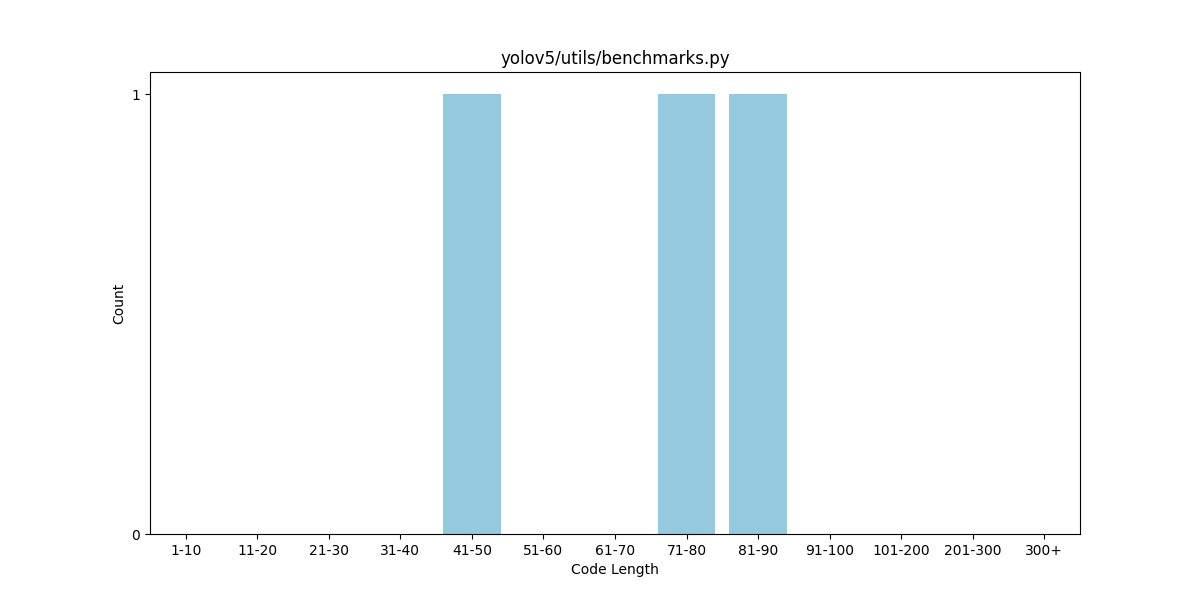 yolov5/utils/benchmarks.py
1
Count
0
1-10 11-20 21-30 31-40 41-50 51-60 61-70 71-80 81-90 91-100 101-200 201-300 300+
Code Length